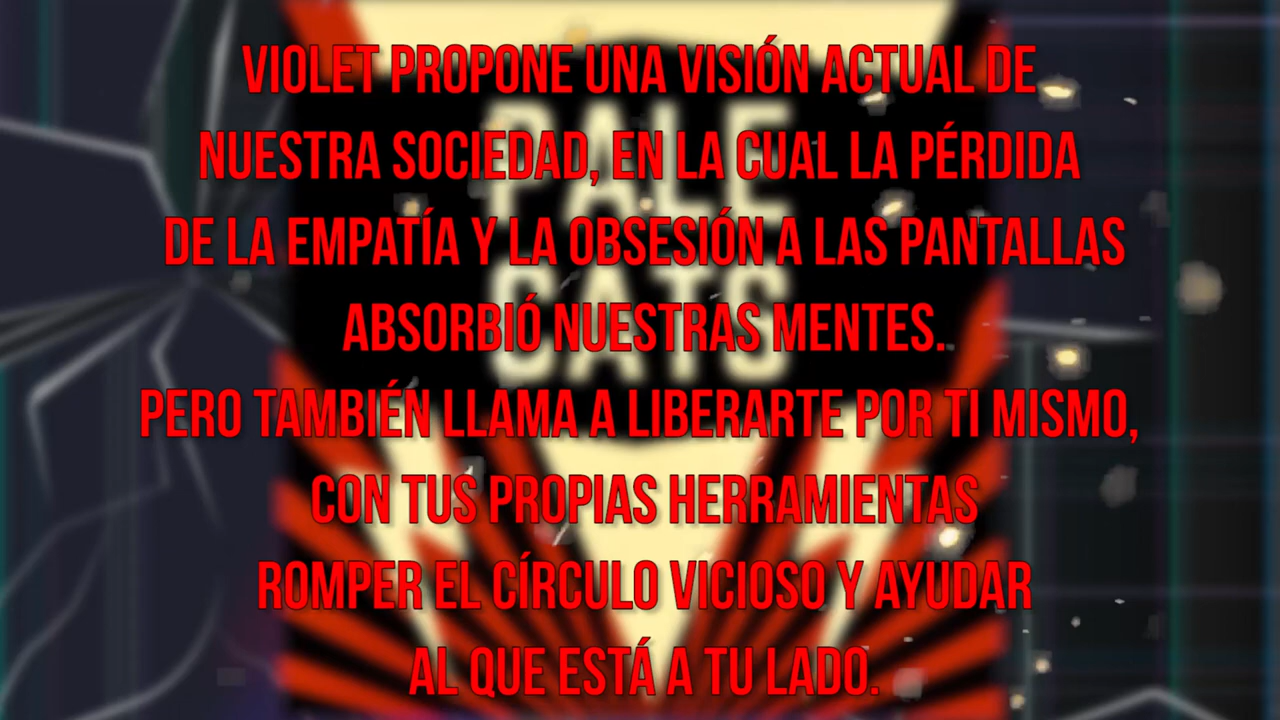 VIOLET PROPONE UNA VISIÓN ACTUAL DE
NUESTRA SOCIEDAD, EN LA CUAL LA PÉRDIDA
DE LA EMPATÍA Y LA OBSESIÓN A LAS PANTALLAS
ABSORBIÓ NUESTRAS MENTES.
PERO TAMBIÉN LLAMA A LIBERARTE POR TI MISMO,
CON TUS PROPIAS HERRAMIENTAS
ROMPER EL CÍRCULO VICIOSO Y AYUDAR
AL QUE ESTÁ A TU LADO.
PALE
CATS